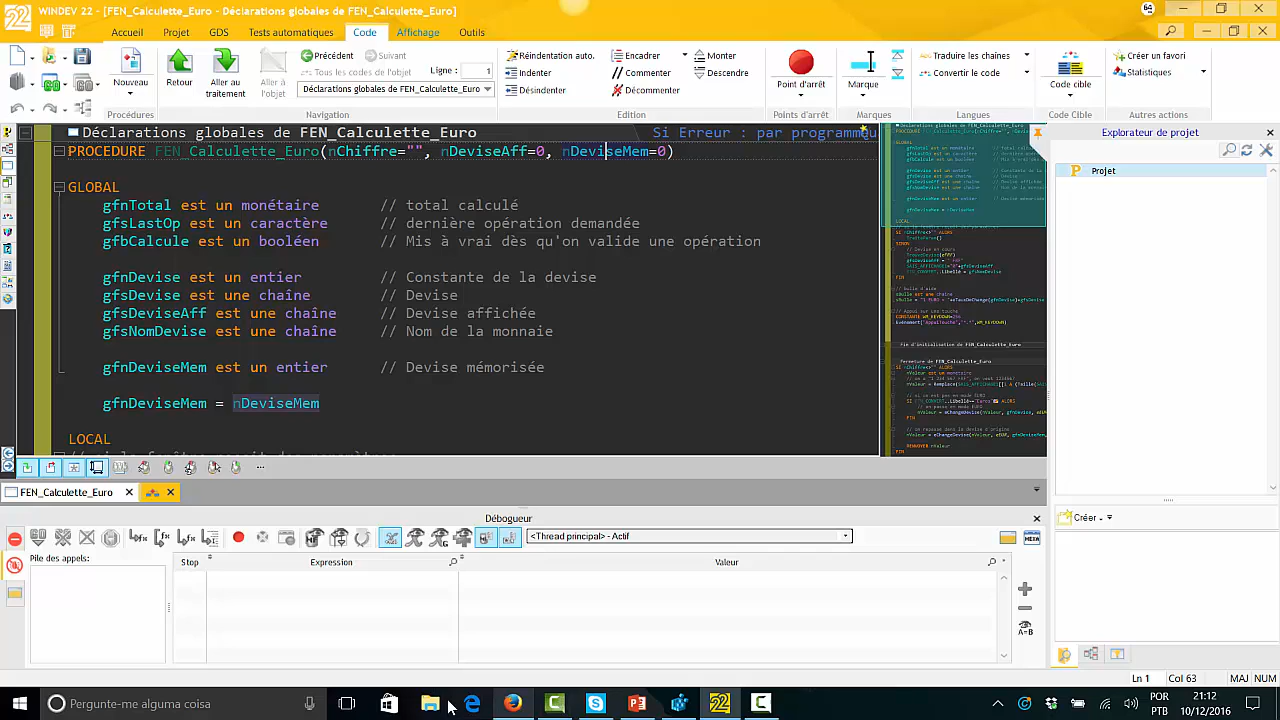 WINDEV 22 - [FEN_Calculette_Euro - Déclarations globales de FEN_Calculette_Euro]
Accueil Projet GDS Tests automatiques Code Affichage Outils
Nouveau
Procédures
Retour
Aller au traitement
Aller à l'objet
Précédent Suivant
Tous les codes de l'objet
Ligne : 1
Déclarations globales de FEN_Calculette_Euro
Navigation
Réindentation auto.
Indenter
Désindenter
Encadrer
Commenter
Décommenter
Monter
Descendre
Edition
Point d'arrêt
Points d'arrêt
Marque
Marques
Traduire les chaînes
Convertir le code
Langues
Code cible
Code cible
Créer un favori
Statistiques
Autres actions
Déclarations globales de FEN_Calculette_Euro
Si Erreur : par programme
PROCEDURE FEN_Calculette_Euro(nChiffre="", nDeviseAff=0, nDeviseMem=0)
GLOBAL
gfnTotal est un monétaire // total calculé
gfsLastOp est un caractère // dernière opération demandée
gfbCalcule est un booléen // Mis à vrai dès qu'on valide une opération
gfnDevise est un entier // Constante de la devise
gfsDevise est une chaine // Devise
gfsDeviseAff est une chaine // Devise affichée
gfsNomDevise est une chaîne // Nom de la monnaie
gfnDeviseMem est un entier // Devise mémorisée
gfnDeviseMem = nDeviseMem
LOCAL
Explorateur de projet
Projet
Créer
FEN_Calculette_Euro
Débogueur
<Thread principal> - Actif
Pile des appels:
Stop Expression Valeur
A=B
META
Ln 1 Col 63 MAJ NUM
Pergunte-me alguma coisa
POR
PTB
21:12
10/12/2016